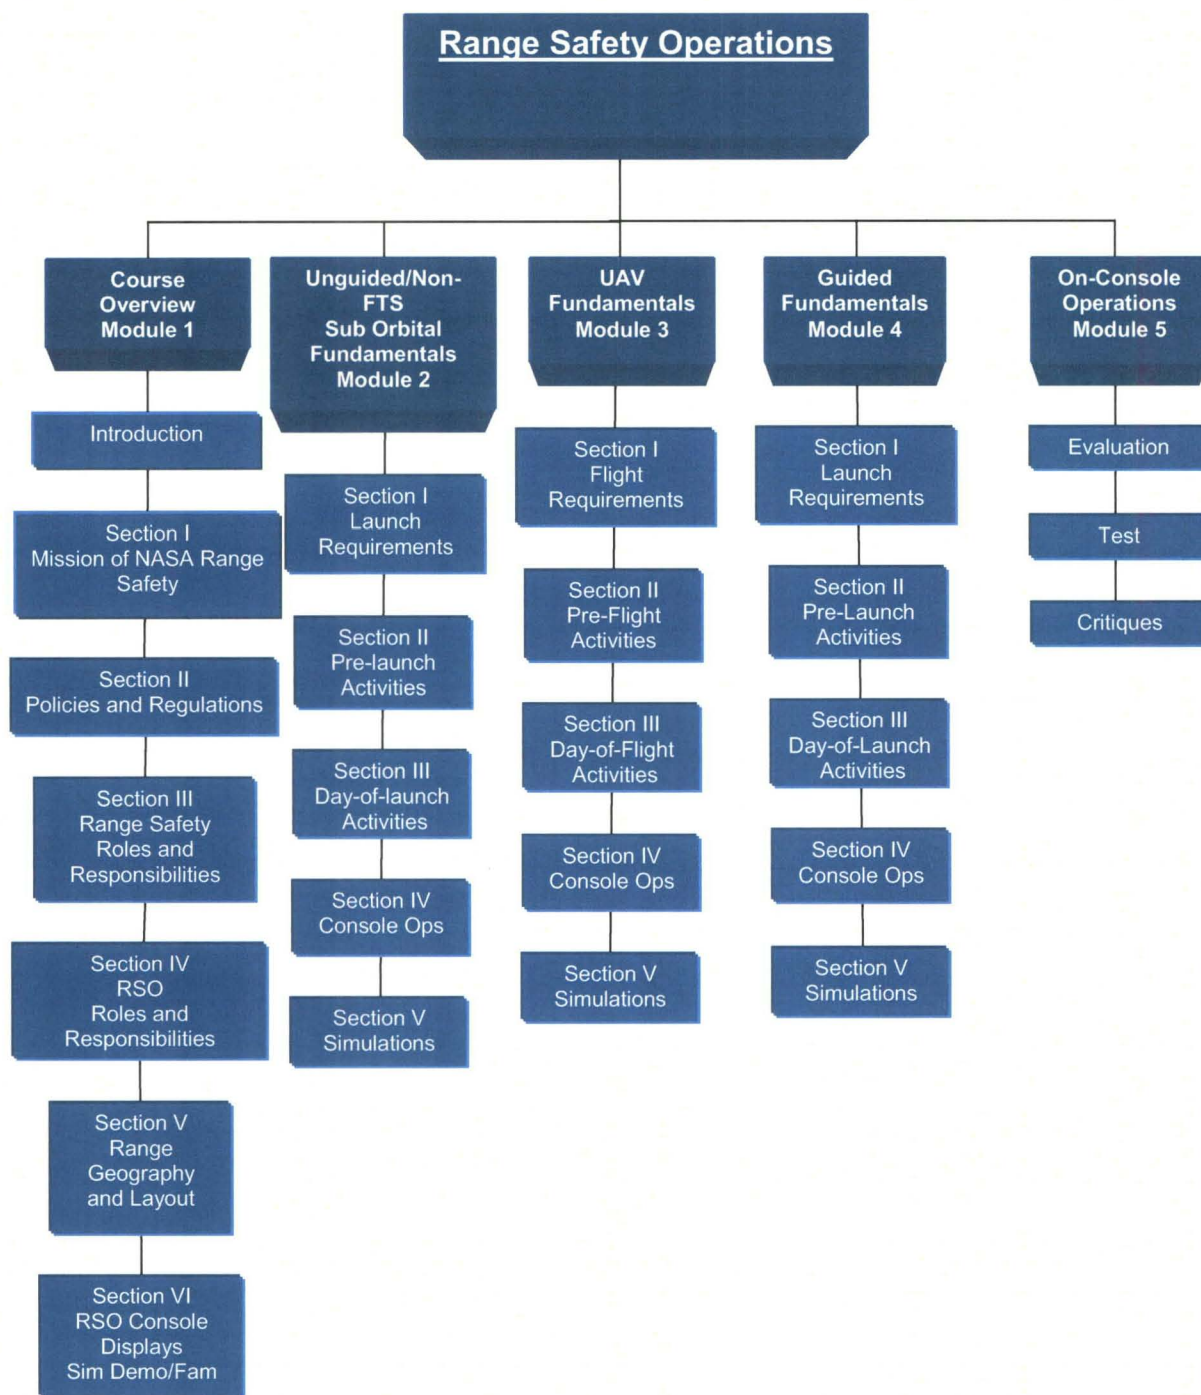 Range Safety Operations
Course
Overview
Module 1
Introduction
Section I
Mission of NASA Range
Safety
Section II
Policies and Regulations
Section III
Range Safety
Roles and
Responsibilities
Section IV
RSO
Roles and
Responsibilities
Section V
Range
Geography
and Layout
Section VI
RSO Console
Displays
Sim Demo/Fam
Unguided/Non-
FTS
Sub Orbital
Fundamentals
Module 2
Section I
Launch
Requirements
Section II
Pre-launch
Activities
Section III
Day-of-launch
Activities
Section IV
Console Ops
Section V
Simulations
UAV
Fundamentals
Module 3
Section I
Flight
Requirements
Section II
Pre-Flight
Activities
Section III
Day-of-Flight
Activities
Section IV
Console Ops
Section V
Simulations
Guided
Fundamentals
Module 4
Section I
Launch
Requirements
Section II
Pre-Launch
Activities
Section III
Day-of-Launch
Activities
Section IV
Console Ops
Section V
Simulations
On-Console
Operations
Module 5
Evaluation
Test
Critiques